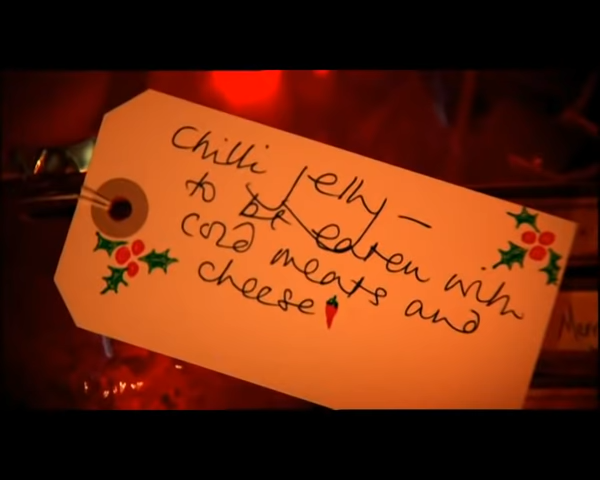 Chilli Jelly -
to be eaten with
cold meats and
cheese